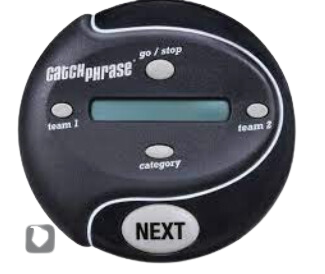 go / stop
CATCHPHRASE
team 1
team 2
category
NEXT